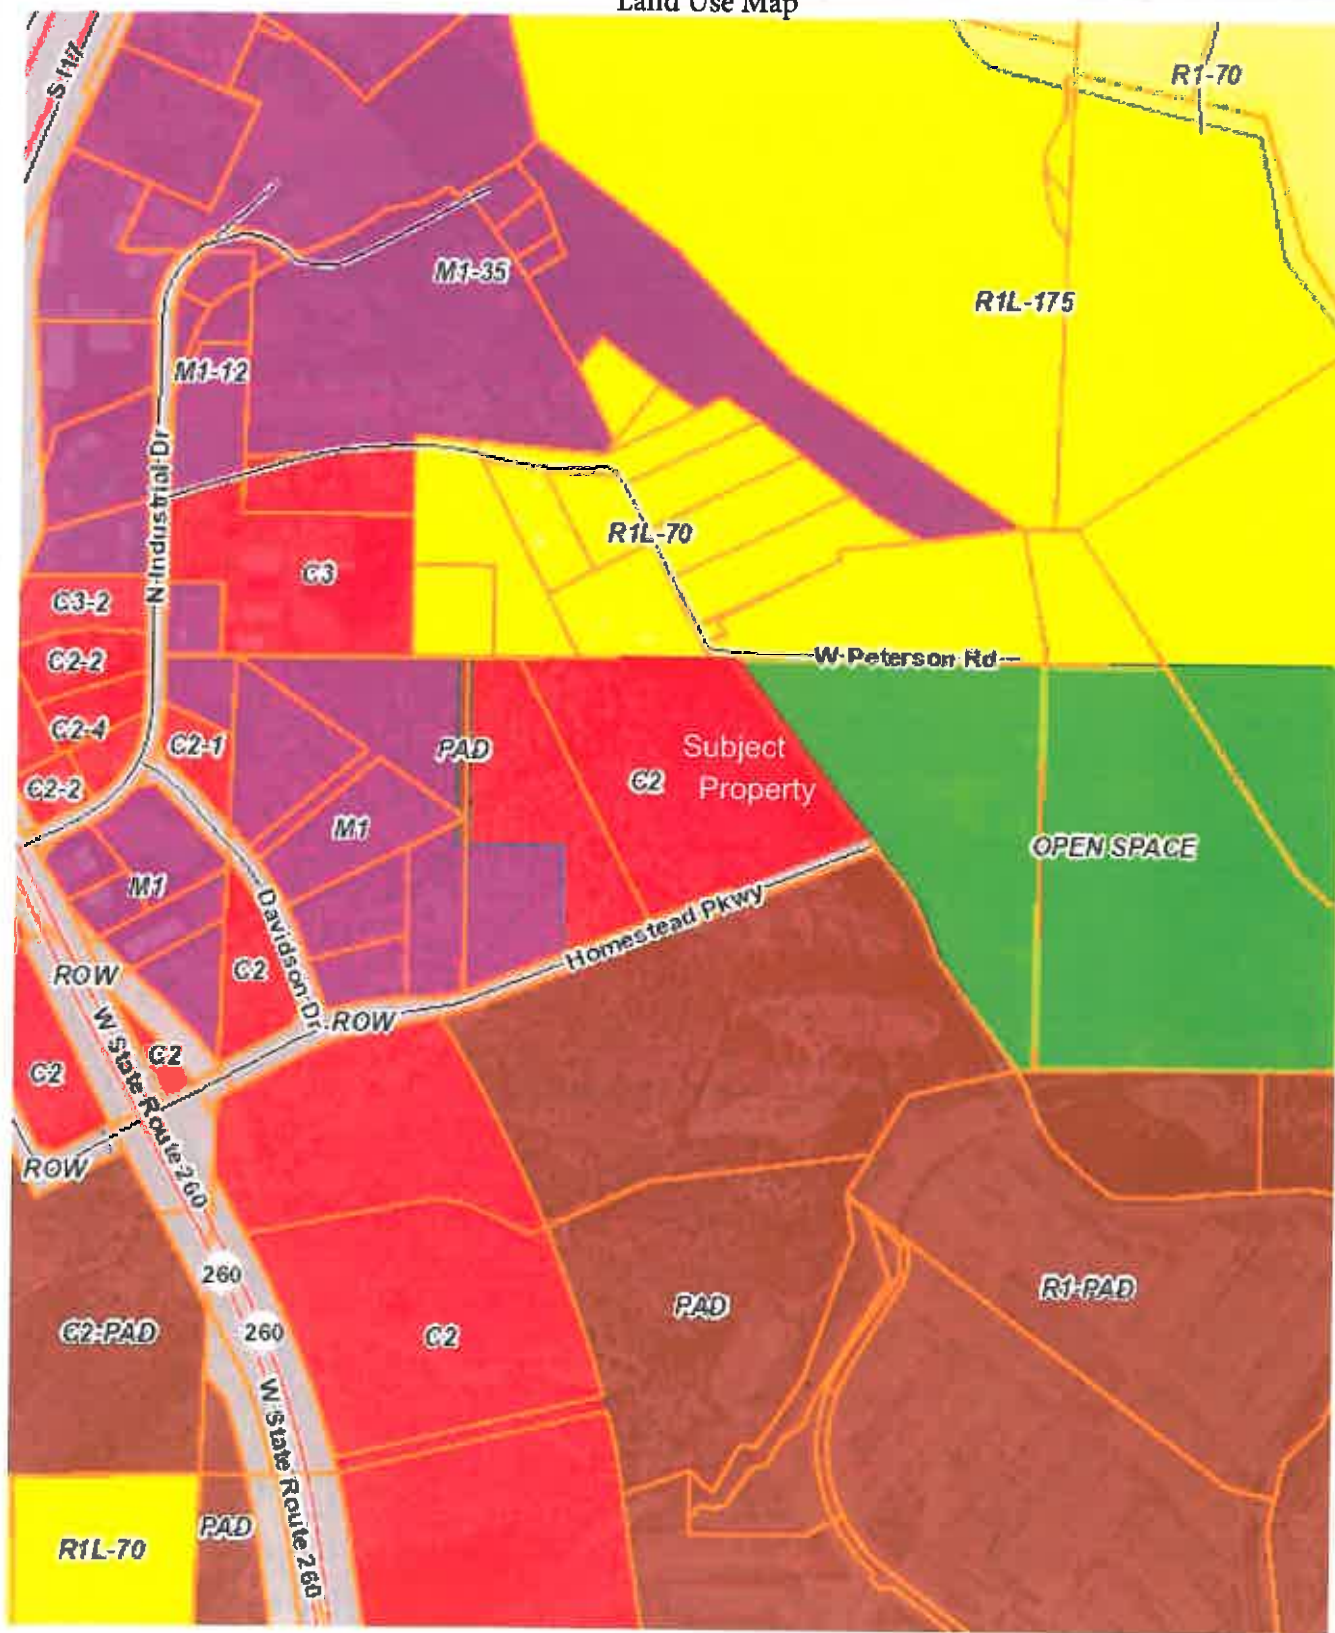 Land Use Map
R1-70
M1-35
R1L-175
M1-12
N Industrial Dr
R1L-70
C3
C3-2
C2-2
W Peterson Rd
C2-4
C2-1
PAD
Subject
Property
C2
C2-2
M1
OPEN SPACE
M1
Davidson Dr
Homestead Pkwy
C2
ROW
ROW
W State Route 260
C2
C2
ROW
260
R1-PAD
PAD
C2-PAD
260
C2
W State Route 260
PAD
R1L-70